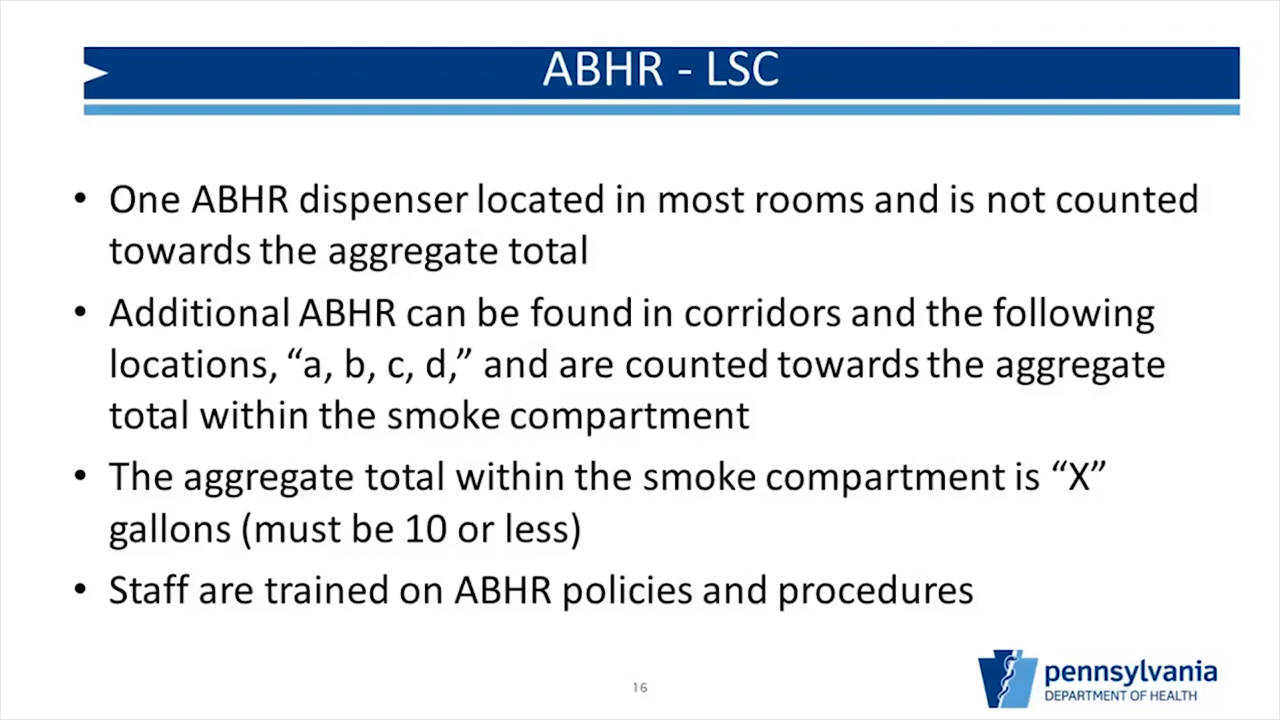 ABHR - LSC
• One ABHR dispenser located in most rooms and is not counted
towards the aggregate total
• Additional ABHR can be found in corridors and the following
locations, “a, b, c, d,” and are counted towards the aggregate
total within the smoke compartment
• The aggregate total within the smoke compartment is “X”
gallons (must be 10 or less)
• Staff are trained on ABHR policies and procedures
16
pennsylvania
DEPARTMENT OF HEALTH